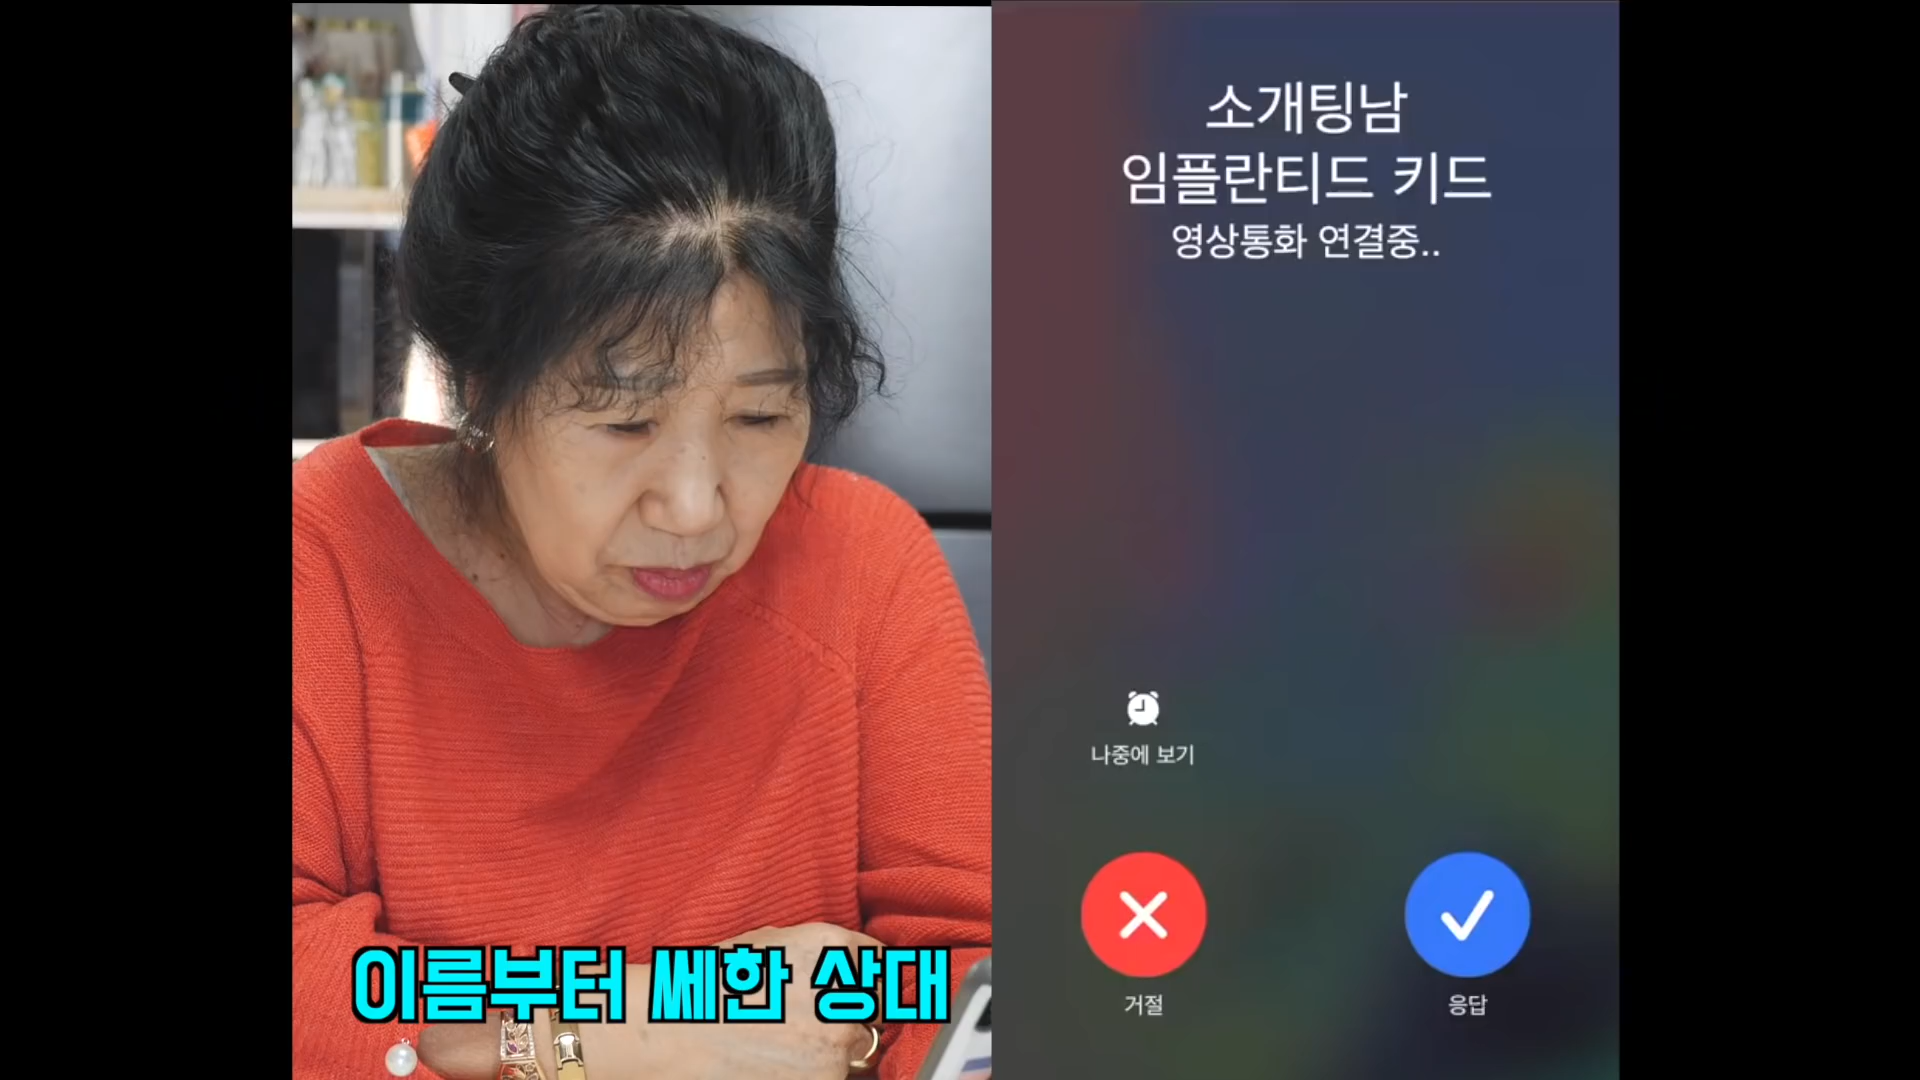 소개팅남
임플란티드 키드
영상통화 연결중..
나중에 보기
거절
응답
이름부터 쎄한 상대